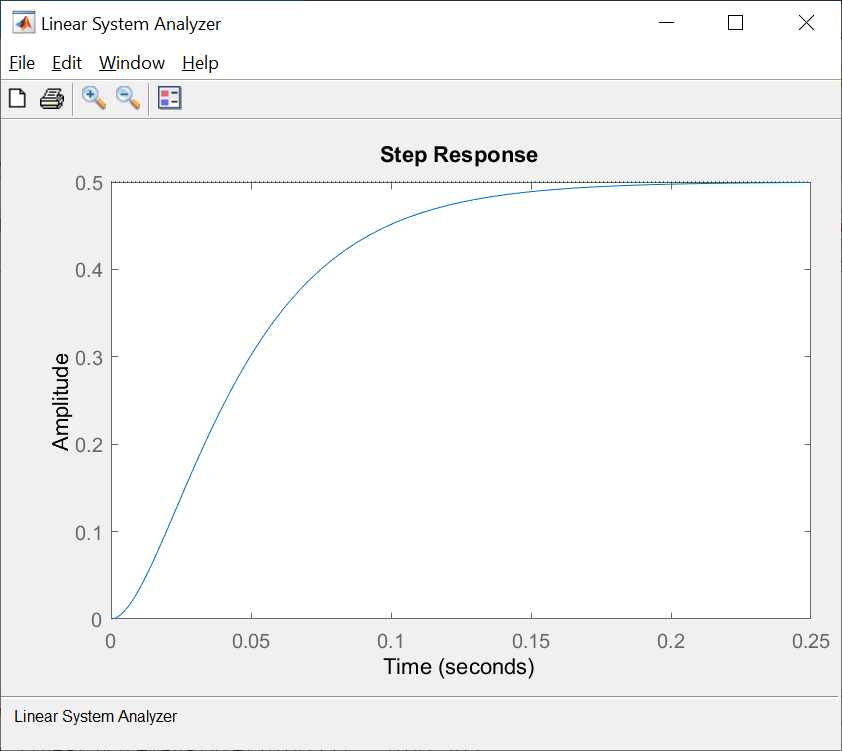 Linear System Analyzer
File Edit Window Help
Step Response
0.5
0.4
0.3
0.2
0.1
0
Amplitude
0 0.05 0.1 0.15 0.2 0.25
Time (seconds)
Linear System Analyzer